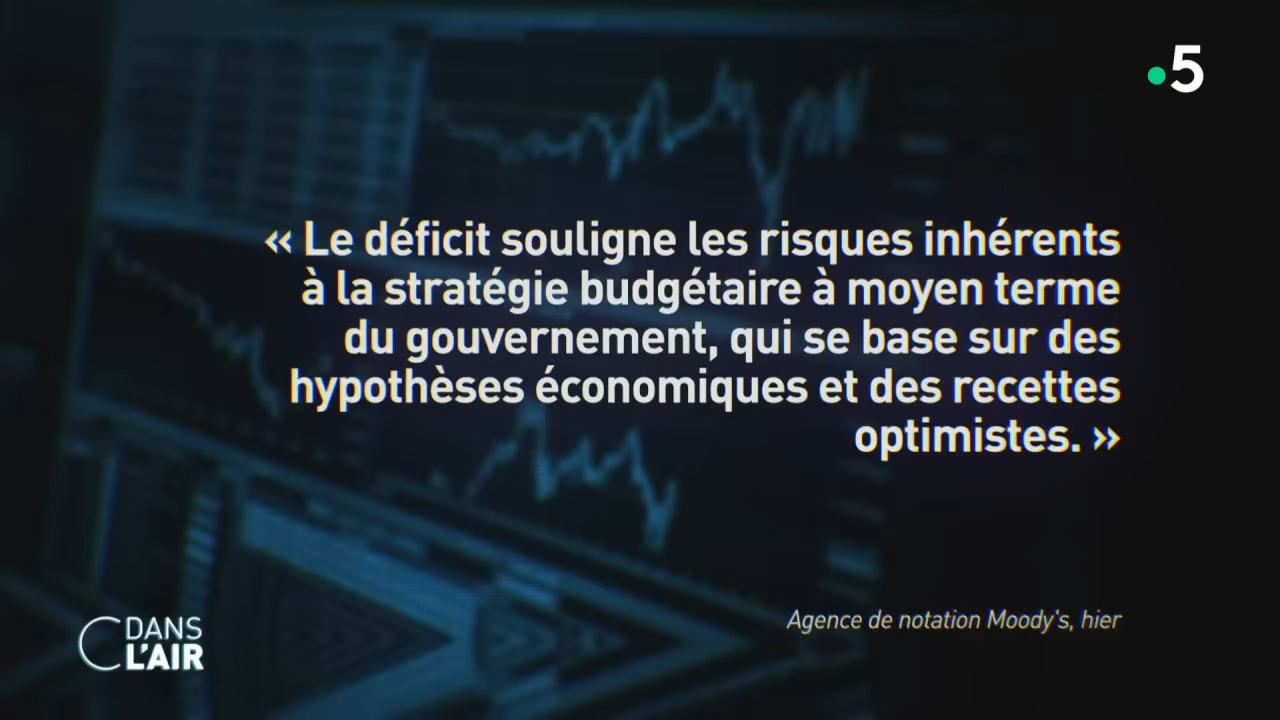 5
« Le déficit souligne les risques inhérents
à la stratégie budgétaire à moyen terme
du gouvernement, qui se base sur des
hypothèses économiques et des recettes
optimistes. »
Agence de notation Moody's, hier
C DANS
L'AIR